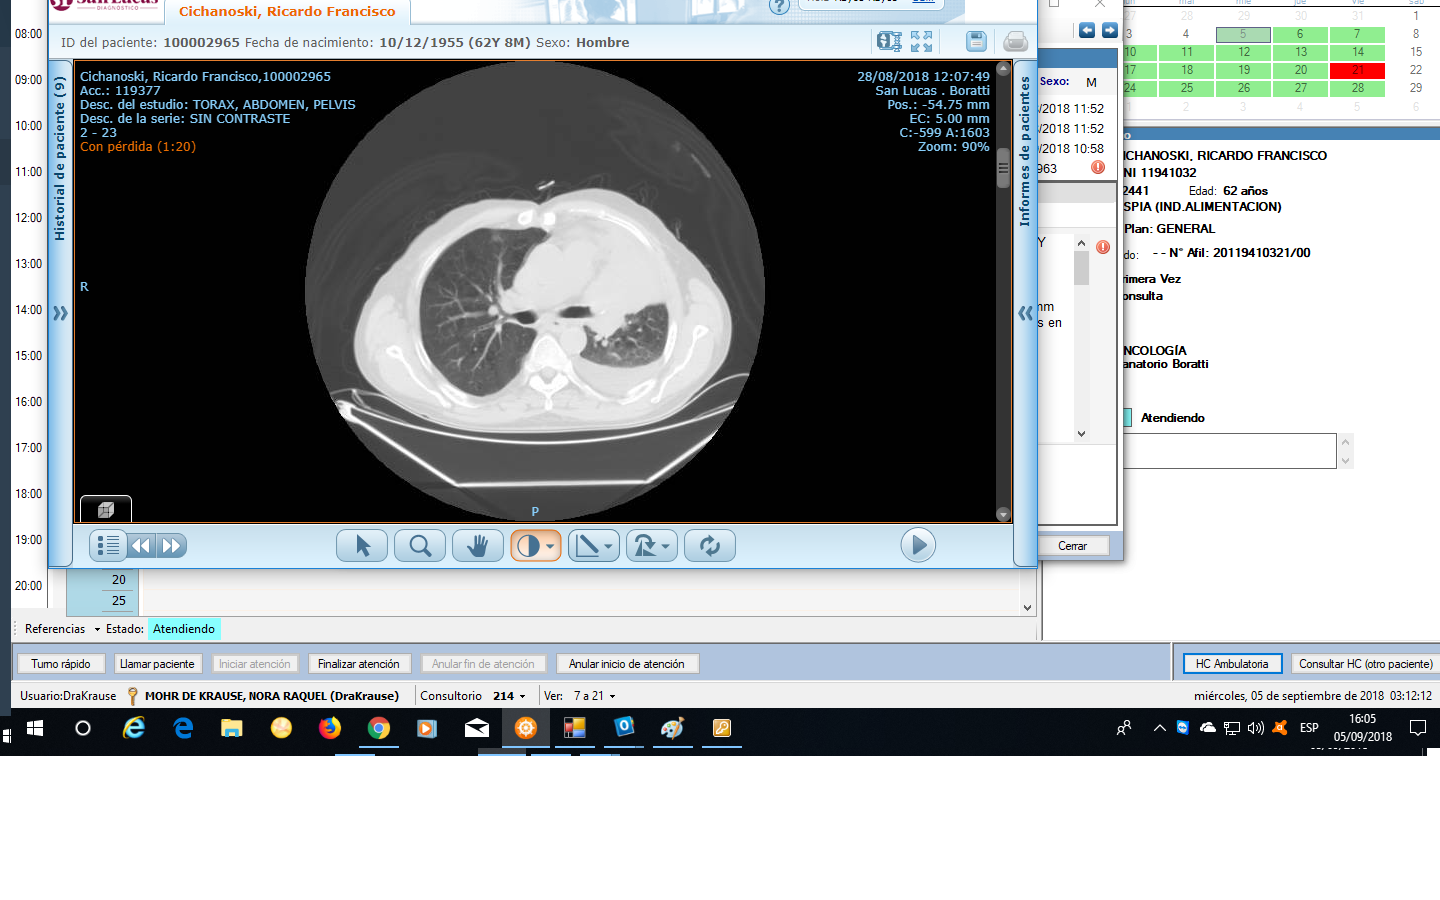 San Lucas
DIAGNÓSTICO
Cichanoski, Ricardo Francisco
ID del paciente: 100002965 Fecha de nacimiento: 10/12/1955 (62Y 8M) Sexo: Hombre
Historial de paciente (9)
Cichanoski, Ricardo Francisco,100002965
Acc.: 119377
Desc. del estudio: TORAX, ABDOMEN, PELVIS
Desc. de la serie: SIN CONTRASTE
2 - 23
Con pérdida (1:20)
28/08/2018 12:07:49
San Lucas . Boratti
Pos.: -54.75 mm
EC: 5.00 mm
C:-599 A:1603
Zoom: 90%
R
P
Informes de pacientes
08:00
09:00
10:00
11:00
12:00
13:00
14:00
15:00
16:00
17:00
18:00
19:00
20:00
20
25
Sexo: M
/2018 11:52
/2018 11:52
/2018 10:58
963
Y
mm
s en
Cerrar
27 28 29 30 31 1
3 4 5 6 7 8
10 11 12 13 14 15
17 18 19 20 21 22
24 25 26 27 28 29
1 2 3 4 5 6
ICHANOSKI, RICARDO FRANCISCO
NI 11941032
2441 Edad: 62 años
SPIA (IND.ALIMENTACION)
Plan: GENERAL
do: - - N° Afil: 20119410321/00
rimera Vez
onsulta
NCOLOGÍA
anatorio Boratti
Atendiendo
Referencias Estado: Atendiendo
Turno rápido Llamar paciente Iniciar atención Finalizar atención Anular fin de atención Anular inicio de atención HC Ambulatoria Consultar HC (otro paciente)
Usuario:DraKrause MOHR DE KRAUSE, NORA RAQUEL (DraKrause) Consultorio 214 Ver: 7 a 21 miércoles, 05 de septiembre de 2018 03:12:12
ESP 16:05
05/09/2018